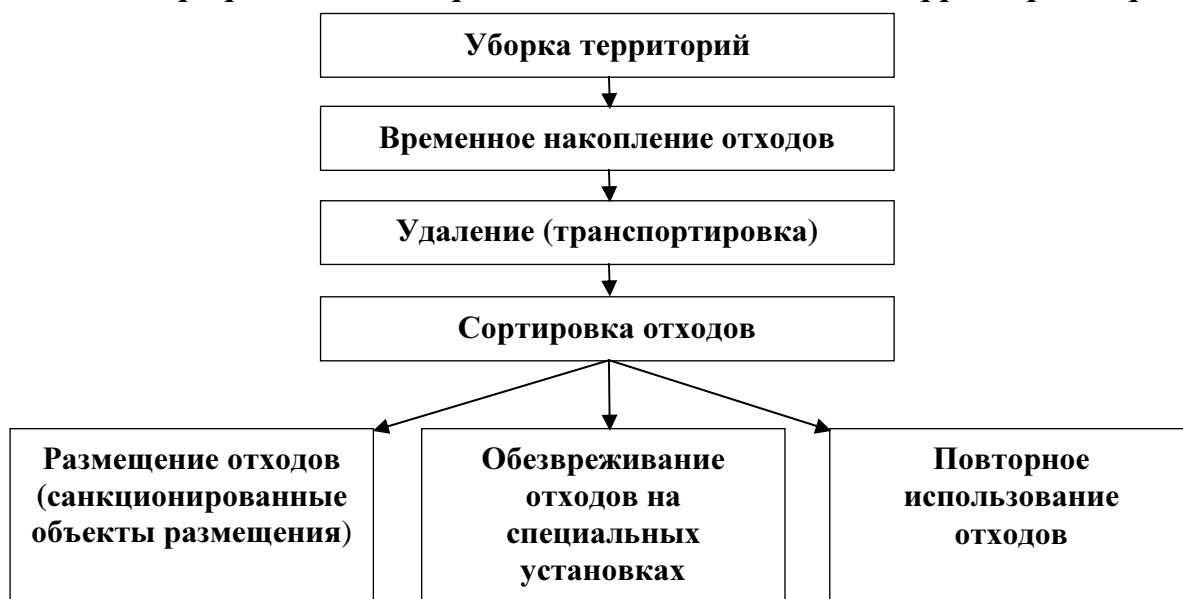 Уборка территорий
Временное накопление отходов
Удаление (транспортировка)
Сортировка отходов
Размещение отходов
(санкционированные
объекты размещения)
Обезвреживание
отходов на
специальных
установках
Повторное
использование
отходов